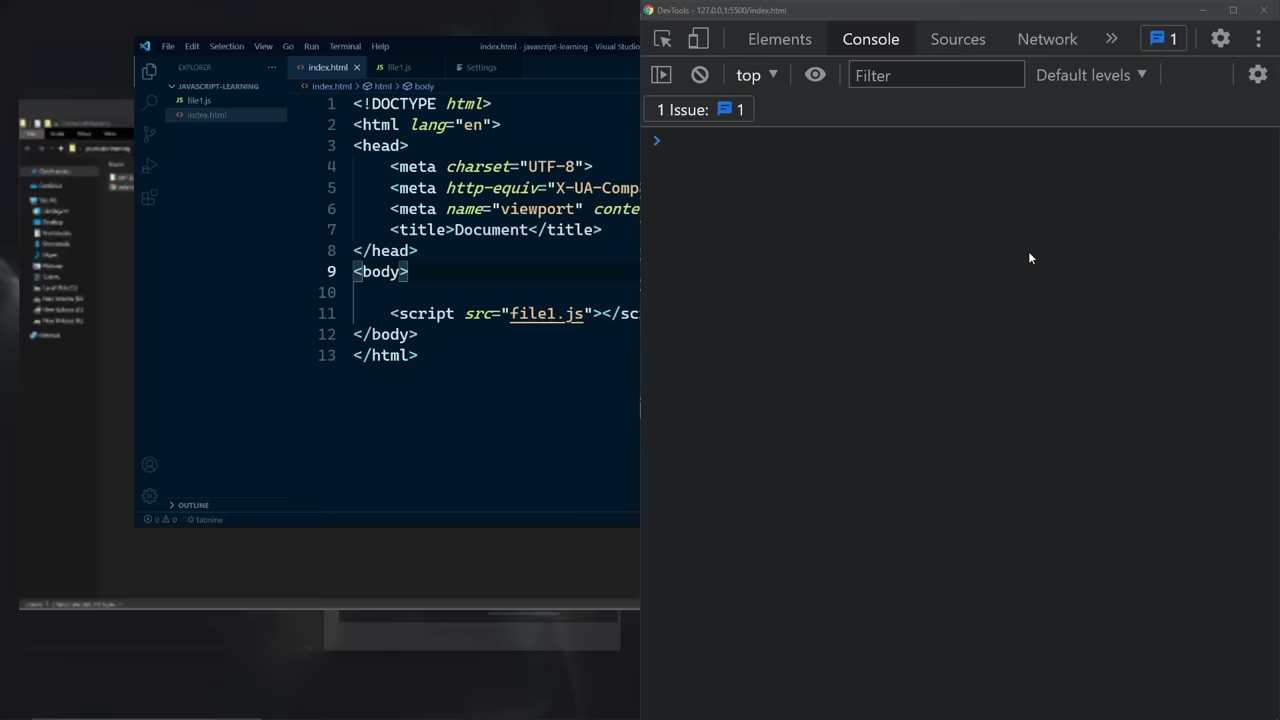 File Edit Selection View Go Run Terminal Help
index.html - javascript-learning - Visual Studio
EXPLORER
JAVASCRIPT-LEARNING
file1.js
index.html
OUTLINE
0 0 tabnine
index.html file1.js Settings
index.html > html > body
1 <!DOCTYPE html>
2 <html lang="en">
3 <head>
4 <meta charset="UTF-8">
5 <meta http-equiv="X-UA-Comp
6 <meta name="viewport" conte
7 <title>Document</title>
8 </head>
9 <body>
10
11 <script src="file1.js"></sc
12 </body>
13 </html>
DevTools - 127.0.0.1:5500/index.html
Elements Console Sources Network » 1
top Filter Default levels
1 Issue: 1